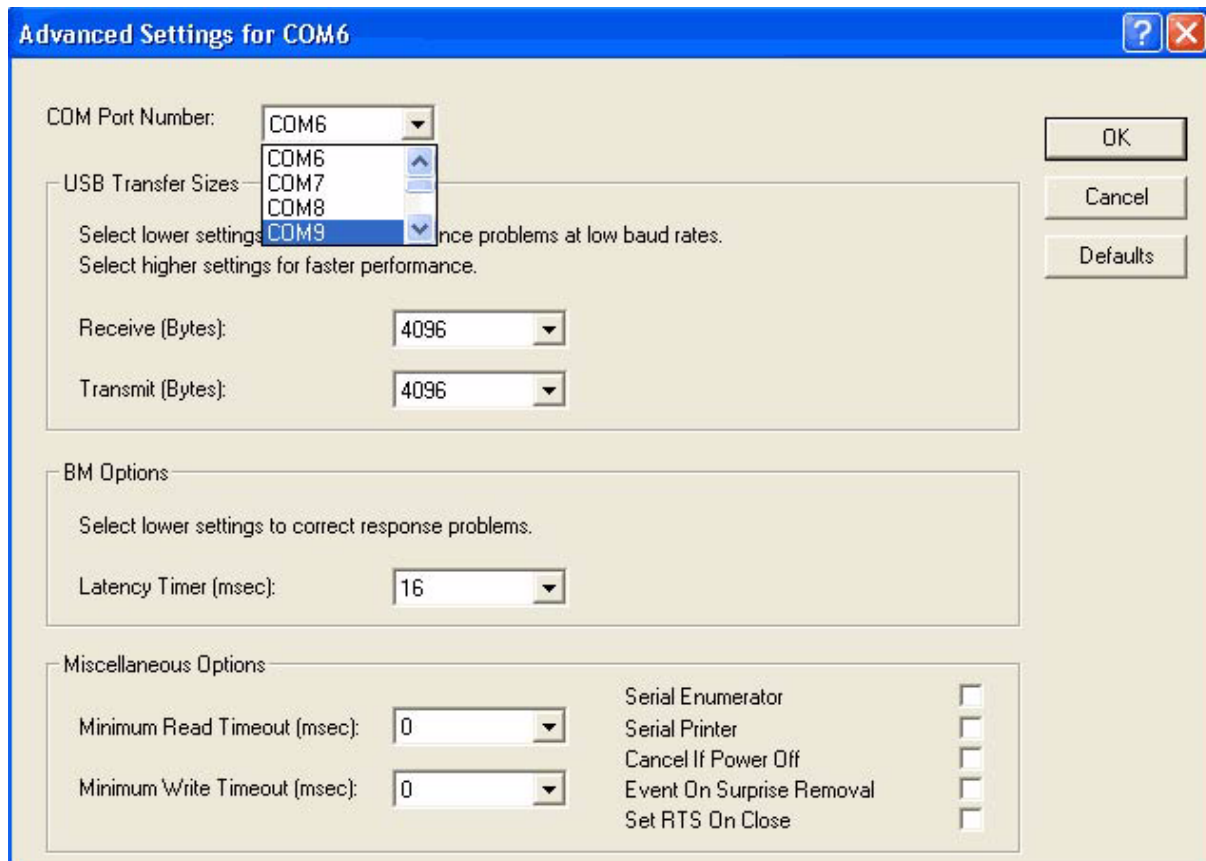 Advanced Settings for COM6
COM Port Number:
COM6
COM6
COM7
COM8
COM9
OK
Cancel
Defaults
USB Transfer Sizes
Select lower settings nce problems at low baud rates.
Select higher settings for faster performance.
Receive (Bytes):
4096
Transmit (Bytes):
4096
BM Options
Select lower settings to correct response problems.
Latency Timer (msec):
16
Miscellaneous Options
Minimum Read Timeout (msec):
0
Minimum Write Timeout (msec):
0
Serial Enumerator
Serial Printer
Cancel If Power Off
Event On Surprise Removal
Set RTS On Close